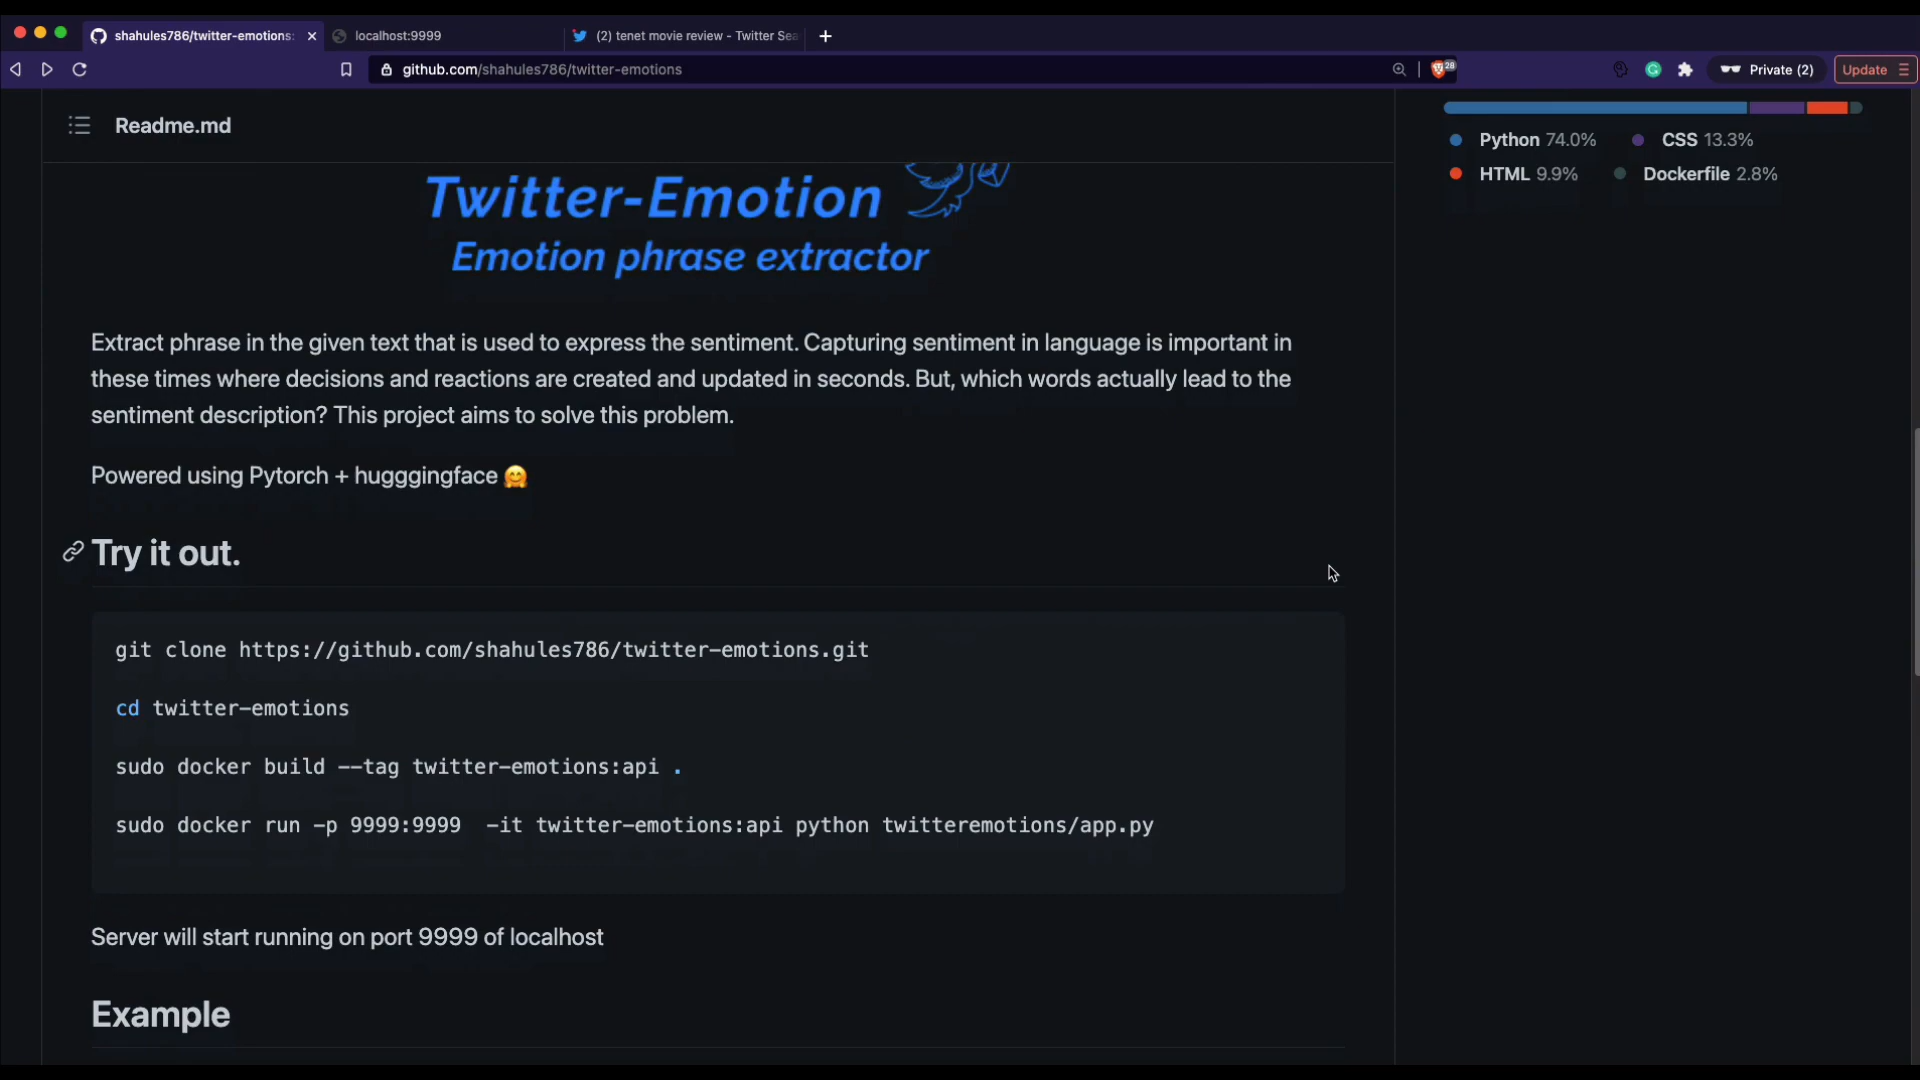 shahules786/twitter-emotions:
localhost:9999
(2) tenet movie review - Twitter Sea
github.com/shahules786/twitter-emotions
28
Private (2)
Update
Readme.md
Python 74.0%
CSS 13.3%
HTML 9.9%
Dockerfile 2.8%
Twitter-Emotion
Emotion phrase extractor
Extract phrase in the given text that is used to express the sentiment. Capturing sentiment in language is important in
these times where decisions and reactions are created and updated in seconds. But, which words actually lead to the
sentiment description? This project aims to solve this problem.
Powered using Pytorch + hugggingface 🤗
Try it out.
git clone https://github.com/shahules786/twitter-emotions.git
cd twitter-emotions
sudo docker build --tag twitter-emotions:api .
sudo docker run -p 9999:9999  -it twitter-emotions:api python twitteremotions/app.py
Server will start running on port 9999 of localhost
Example